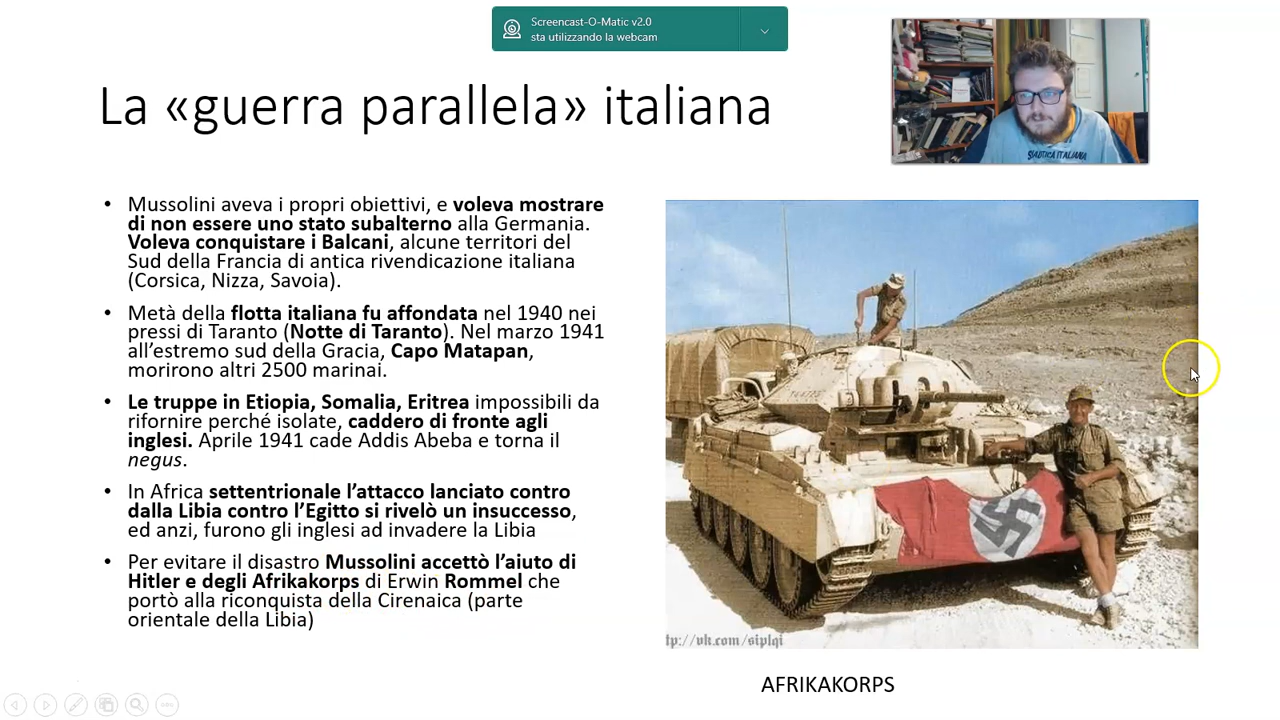 Screencast-O-Matic v2.0
sta utilizzando la webcam
La «guerra parallela» italiana
• Mussolini aveva i propri obiettivi, e voleva mostrare
di non essere uno stato subalterno alla Germania.
Voleva conquistare i Balcani, alcune territori del
Sud della Francia di antica rivendicazione italiana
(Corsica, Nizza, Savoia).
• Metà della flotta italiana fu affondata nel 1940 nei
pressi di Taranto (Notte di Taranto). Nel marzo 1941
all’estremo sud della Gracia, Capo Matapan,
morirono altri 2500 marinai.
• Le truppe in Etiopia, Somalia, Eritrea impossibili da
rifornire perché isolate, caddero di fronte agli
inglesi. Aprile 1941 cade Addis Abeba e torna il
negus.
• In Africa settentrionale l’attacco lanciato contro
dalla Libia contro l’Egitto si rivelò un insuccesso,
ed anzi, furono gli inglesi ad invadere la Libia
• Per evitare il disastro Mussolini accettò l’aiuto di
Hitler e degli Afrikakorps di Erwin Rommel che
portò alla riconquista della Cirenaica (parte
orientale della Libia)
ITALIANA
tp://vk.com/siplqi
AFRIKAKORPS